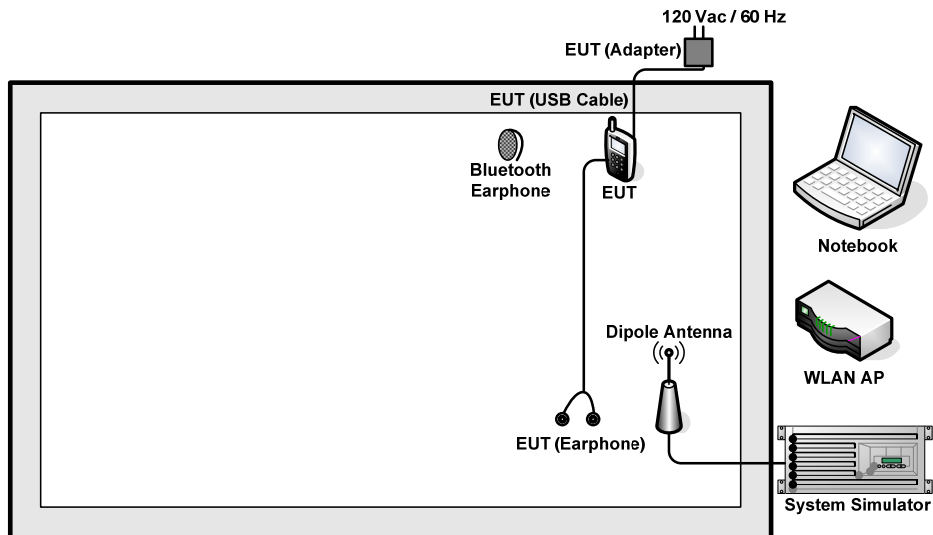 120 Vac / 60 Hz
EUT (Adapter)
EUT (USB Cable)
Bluetooth
Earphone
EUT
Notebook
Dipole Antenna
WLAN AP
EUT (Earphone)
System Simulator